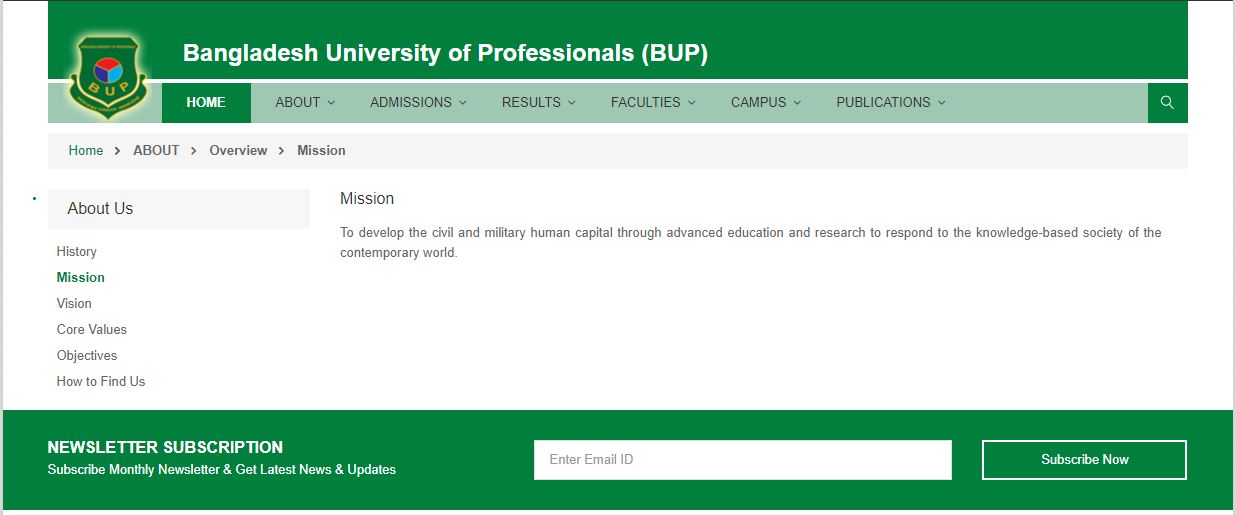 Bangladesh University of Professionals (BUP)
BUP
HOME ABOUT ADMISSIONS RESULTS FACULTIES CAMPUS PUBLICATIONS
Home > ABOUT > Overview > Mission
About Us
History
Mission
Vision
Core Values
Objectives
How to Find Us
Mission
To develop the civil and military human capital through advanced education and research to respond to the knowledge-based society of the
contemporary world.
NEWSLETTER SUBSCRIPTION
Subscribe Monthly Newsletter & Get Latest News & Updates
Enter Email ID
Subscribe Now